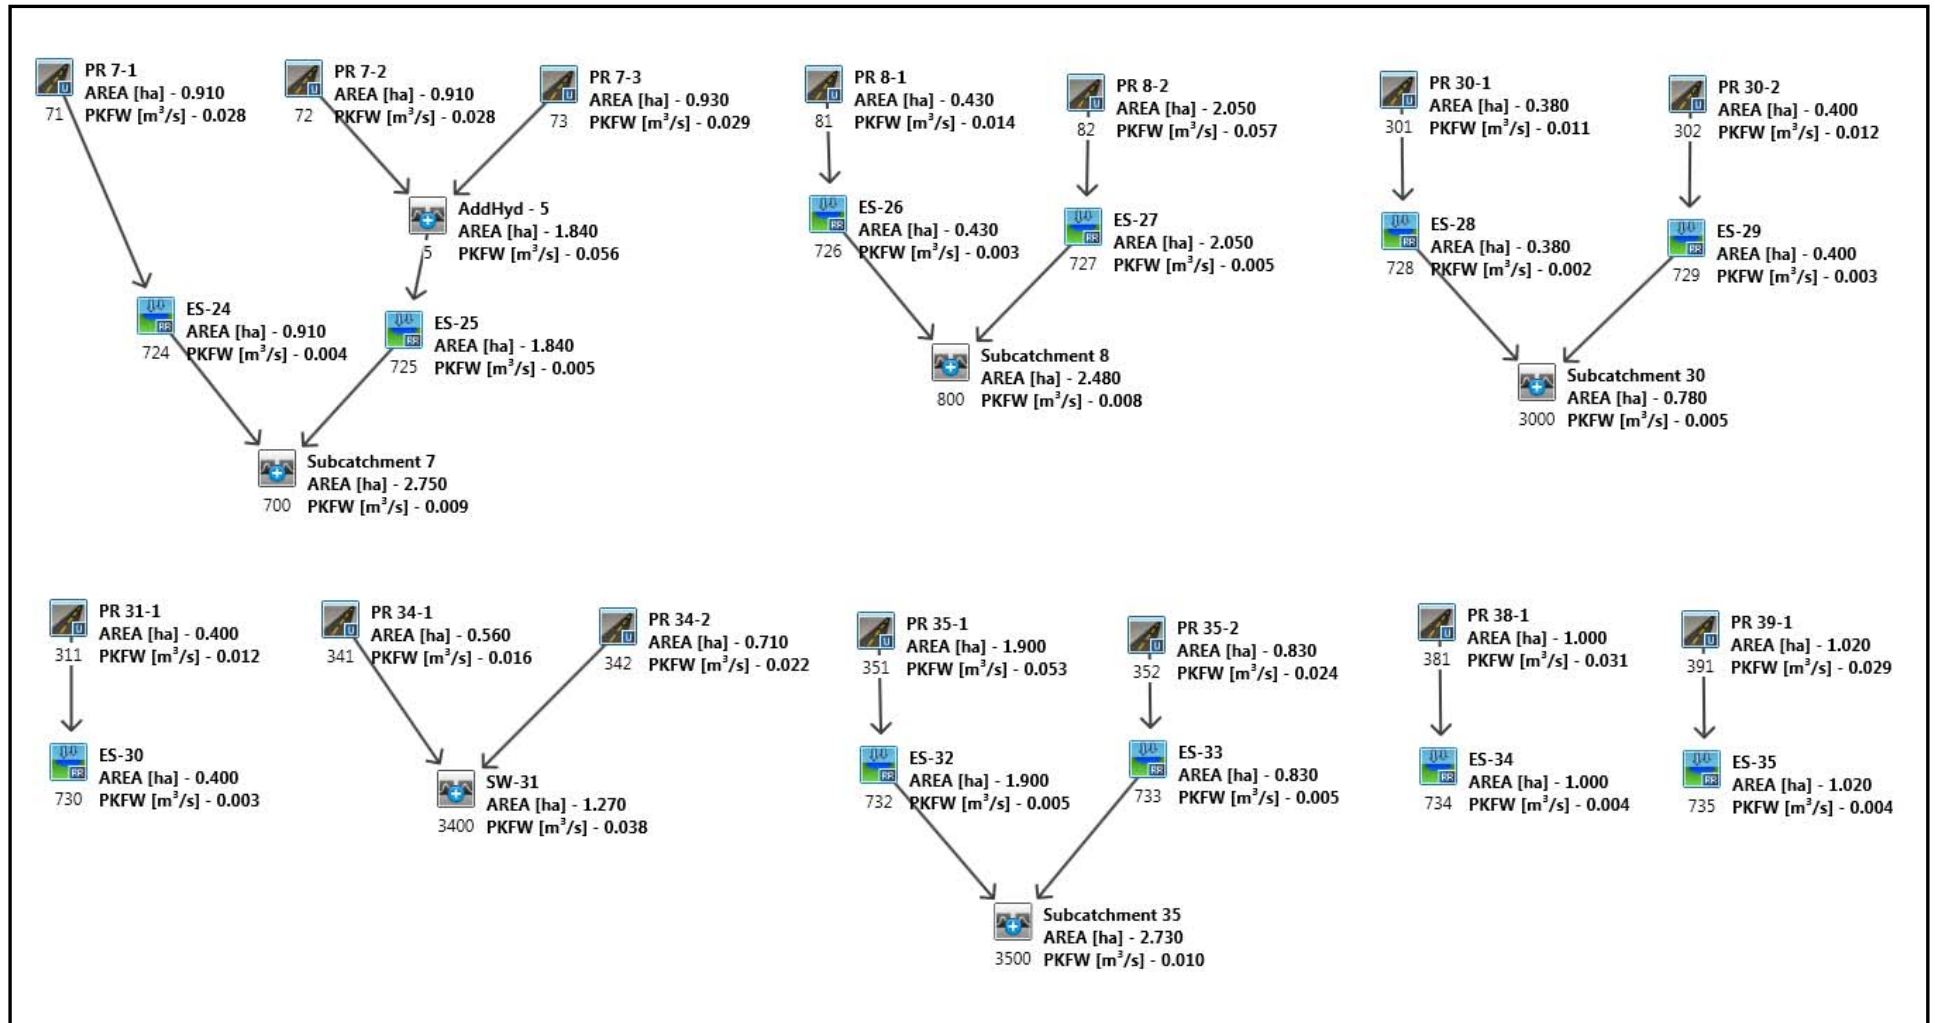 PR 7-1
AREA [ha] - 0.910
PKFW [m³/s] - 0.028
71
PR 7-2
AREA [ha] - 0.910
PKFW [m³/s] - 0.028
72
PR 7-3
AREA [ha] - 0.930
PKFW [m³/s] - 0.029
73
AddHyd - 5
AREA [ha] - 1.840
PKFW [m³/s] - 0.056
5
ES-24
AREA [ha] - 0.910
PKFW [m³/s] - 0.004
724
ES-25
AREA [ha] - 1.840
PKFW [m³/s] - 0.005
725
Subcatchment 7
AREA [ha] - 2.750
PKFW [m³/s] - 0.009
700
PR 8-1
AREA [ha] - 0.430
PKFW [m³/s] - 0.014
81
PR 8-2
AREA [ha] - 2.050
PKFW [m³/s] - 0.057
82
ES-26
AREA [ha] - 0.430
PKFW [m³/s] - 0.003
726
ES-27
AREA [ha] - 2.050
PKFW [m³/s] - 0.005
727
Subcatchment 8
AREA [ha] - 2.480
PKFW [m³/s] - 0.008
800
PR 30-1
AREA [ha] - 0.380
PKFW [m³/s] - 0.011
301
PR 30-2
AREA [ha] - 0.400
PKFW [m³/s] - 0.012
302
ES-28
AREA [ha] - 0.380
PKFW [m³/s] - 0.002
728
ES-29
AREA [ha] - 0.400
PKFW [m³/s] - 0.003
729
Subcatchment 30
AREA [ha] - 0.780
PKFW [m³/s] - 0.005
3000
PR 31-1
AREA [ha] - 0.400
PKFW [m³/s] - 0.012
311
ES-30
AREA [ha] - 0.400
PKFW [m³/s] - 0.003
730
PR 34-1
AREA [ha] - 0.560
PKFW [m³/s] - 0.016
341
PR 34-2
AREA [ha] - 0.710
PKFW [m³/s] - 0.022
342
SW-31
AREA [ha] - 1.270
PKFW [m³/s] - 0.038
3400
PR 35-1
AREA [ha] - 1.900
PKFW [m³/s] - 0.053
351
PR 35-2
AREA [ha] - 0.830
PKFW [m³/s] - 0.024
352
ES-32
AREA [ha] - 1.900
PKFW [m³/s] - 0.005
732
ES-33
AREA [ha] - 0.830
PKFW [m³/s] - 0.005
733
Subcatchment 35
AREA [ha] - 2.730
PKFW [m³/s] - 0.010
3500
PR 38-1
AREA [ha] - 1.000
PKFW [m³/s] - 0.031
381
ES-34
AREA [ha] - 1.000
PKFW [m³/s] - 0.004
734
PR 39-1
AREA [ha] - 1.020
PKFW [m³/s] - 0.029
391
ES-35
AREA [ha] - 1.020
PKFW [m³/s] - 0.004
735